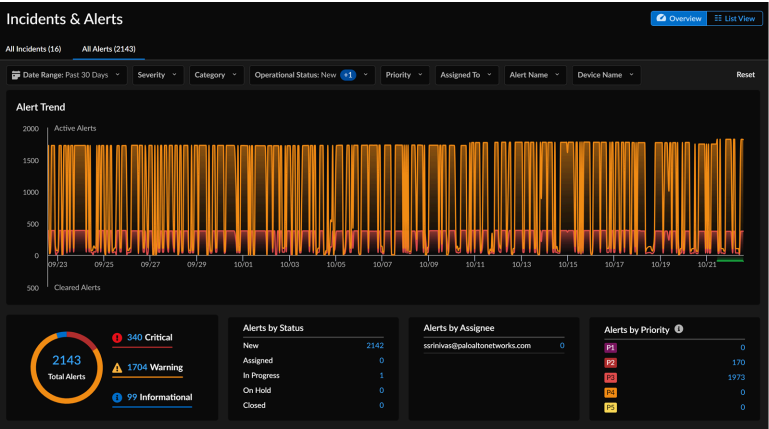 Incidents & Alerts
Overview
List View
All Incidents (16)
All Alerts (2143)
Date Range: Past 30 Days
Severity
Category
Operational Status: New +1
Priority
Assigned To
Alert Name
Device Name
Reset
Alert Trend
2000
Active Alerts
1500
1000
500
0
09/23 09/25 09/27 09/29 10/01 10/03 10/05 10/07 10/09 10/11 10/13 10/15 10/17 10/19 10/21
500
Cleared Alerts
2143
Total Alerts
340 Critical
1704 Warning
99 Informational
Alerts by Status
New 2142
Assigned 0
In Progress 1
On Hold 0
Closed 0
Alerts by Assignee
ssrinivas@paloaltonetworks.com 0
Alerts by Priority
P1 0
P2 170
P3 1973
P4 0
P5 0